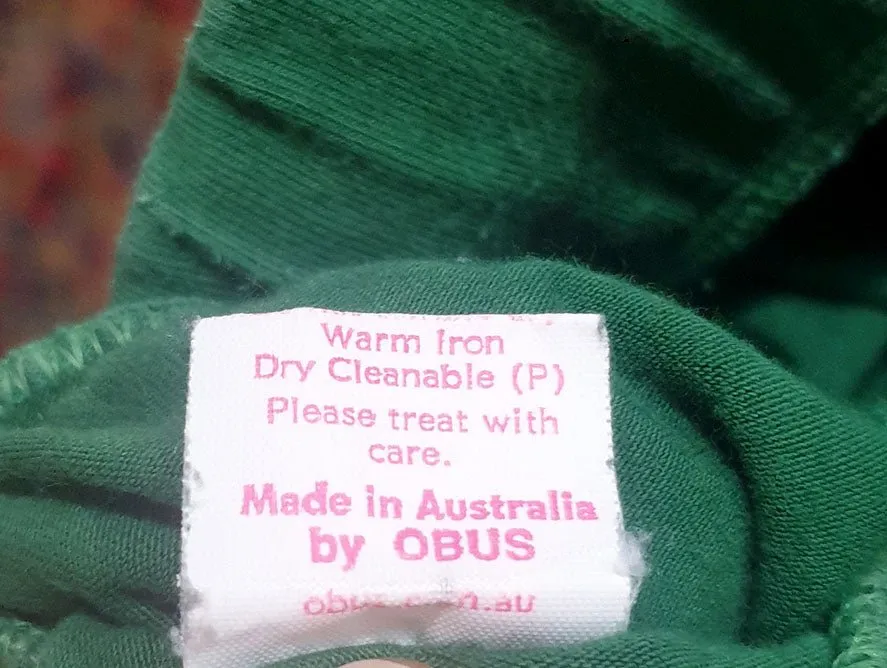 Warm Iron
Dry Cleanable (P)
Please treat with
care.
Made in Australia
by OBUS